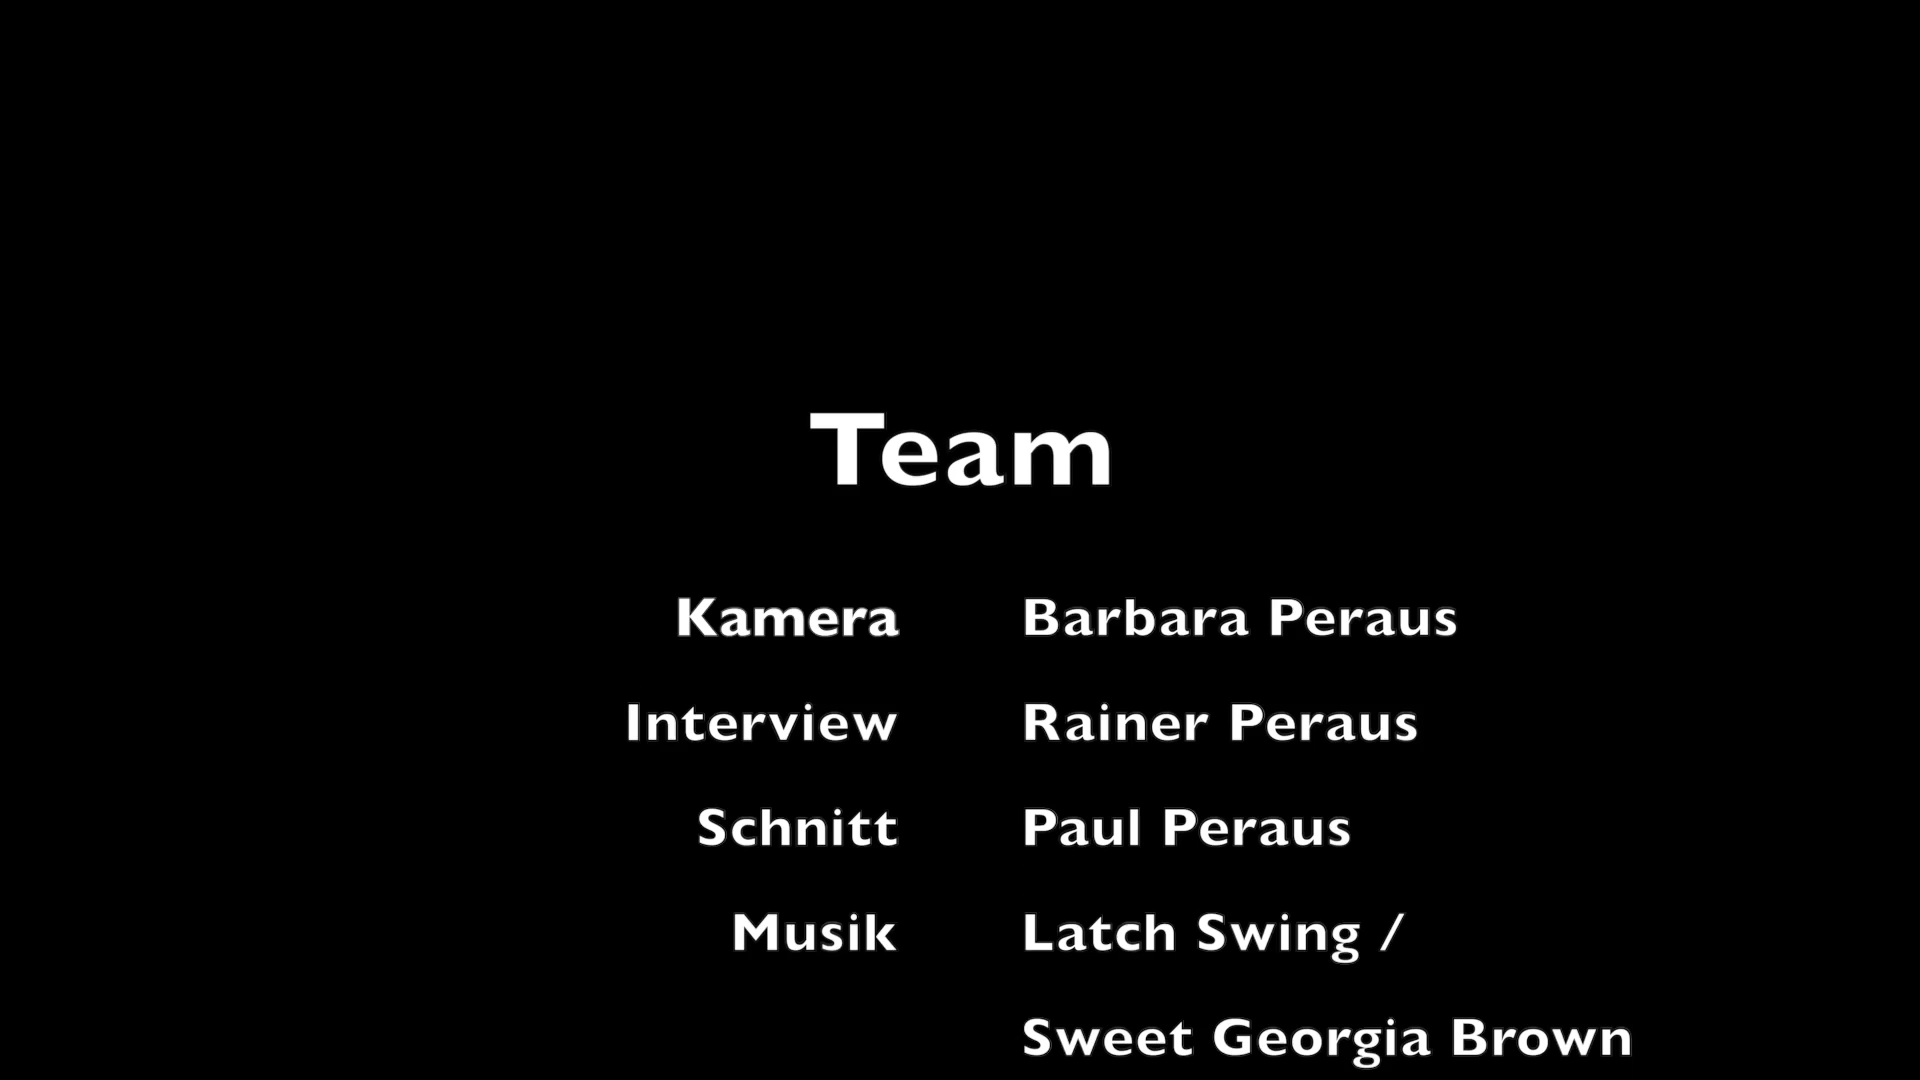 Team
Kamera Barbara Peraus
Interview Rainer Peraus
Schnitt Paul Peraus
Musik Latch Swing /
Sweet Georgia Brown